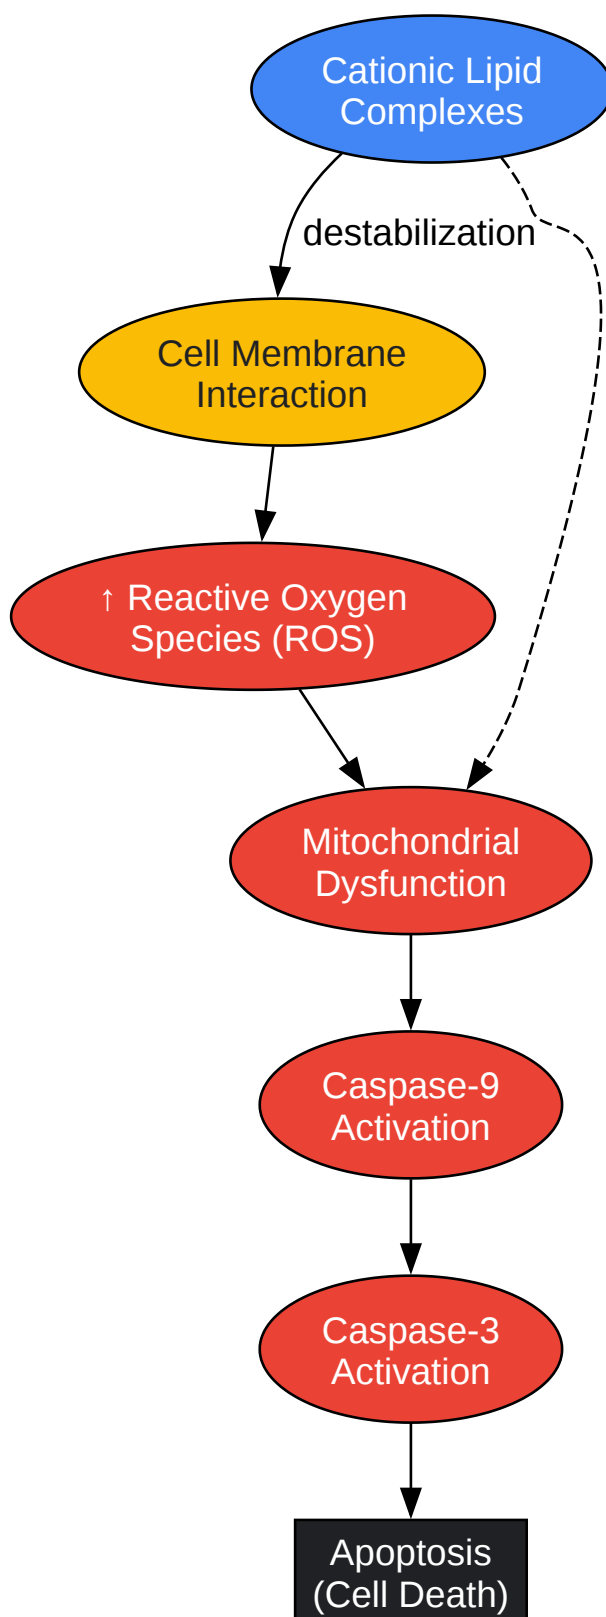 Cationic Lipid
Complexes
destabilization
Cell Membrane
Interaction
↑ Reactive Oxygen
Species (ROS)
Mitochondrial
Dysfunction
Caspase-9
Activation
Caspase-3
Activation
Apoptosis
(Cell Death)